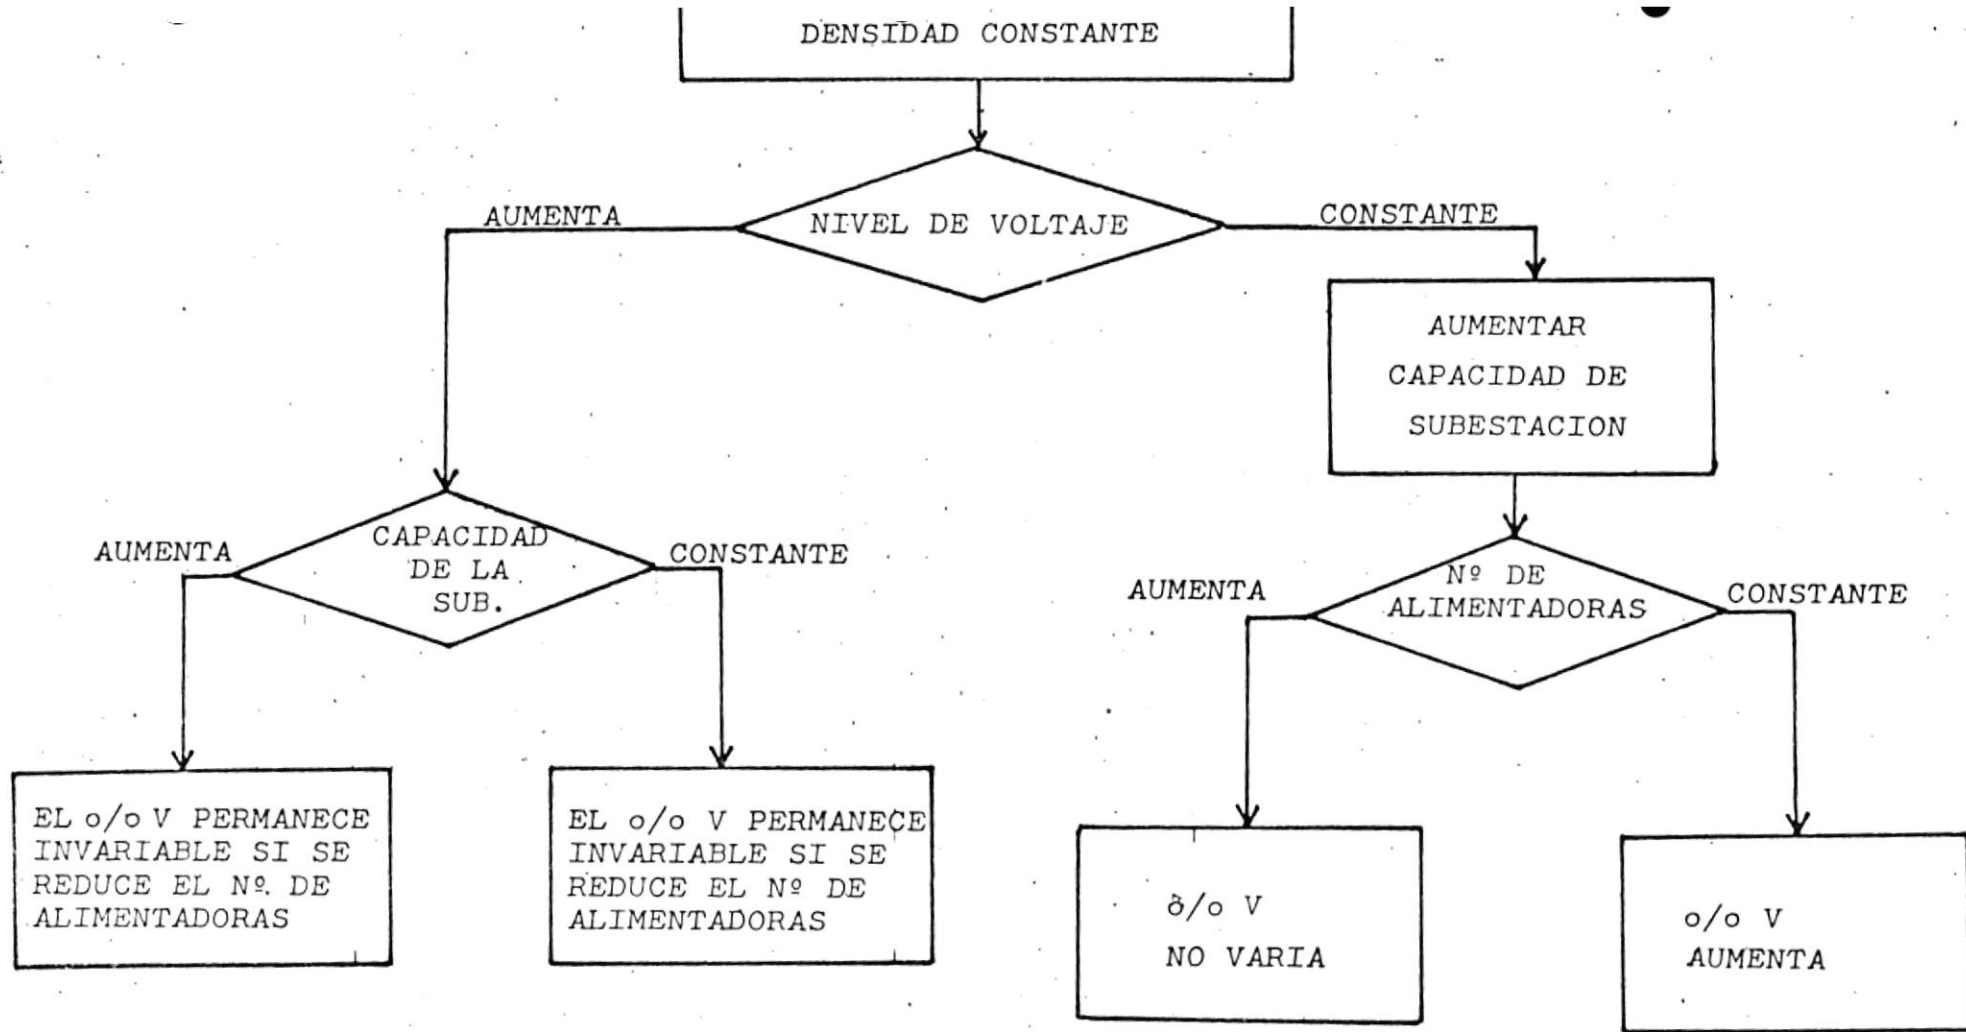 DENSIDAD CONSTANTE
AUMENTA
NIVEL DE VOLTAJE
CONSTANTE
AUMENTAR
CAPACIDAD DE
SUBESTACION
AUMENTA
CAPACIDAD
DE LA
SUB.
CONSTANTE
AUMENTA
Nº DE
ALIMENTADORAS
CONSTANTE
EL o/o V PERMANECE
INVARIABLE SI SE
REDUCE EL Nº. DE
ALIMENTADORAS
EL o/o V PERMANECE
INVARIABLE SI SE
REDUCE EL Nº DE
ALIMENTADORAS
o/o V
NO VARIA
o/o V
AUMENTA